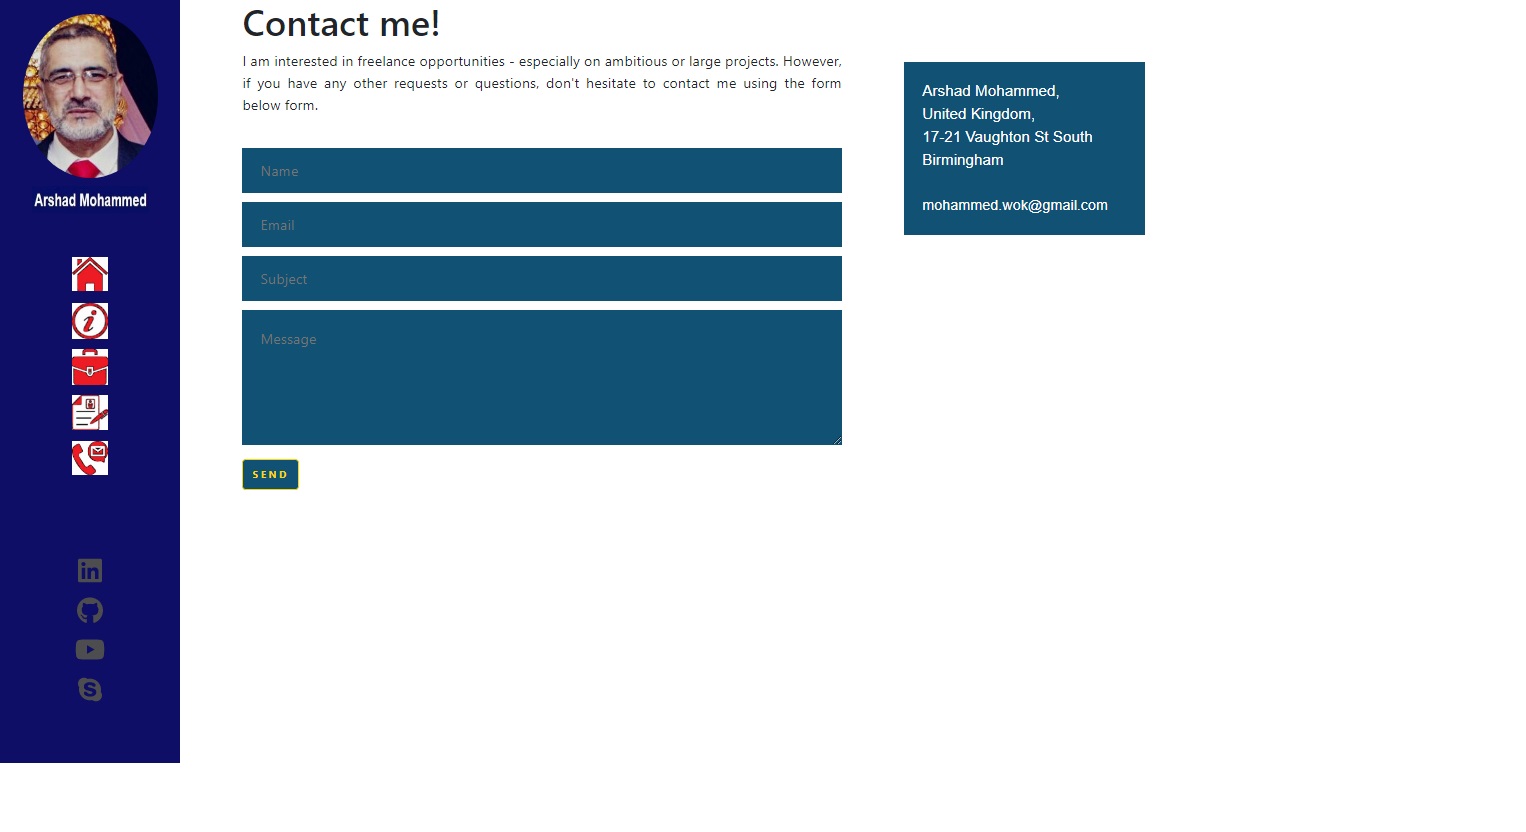 Arshad Mohammed
Contact me!
I am interested in freelance opportunities - especially on ambitious or large projects. However,
if you have any other requests or questions, don't hesitate to contact me using the form
below form.
Name
Email
Subject
Message
SEND
Arshad Mohammed,
United Kingdom,
17-21 Vaughton St South
Birmingham
mohammed.wok@gmail.com